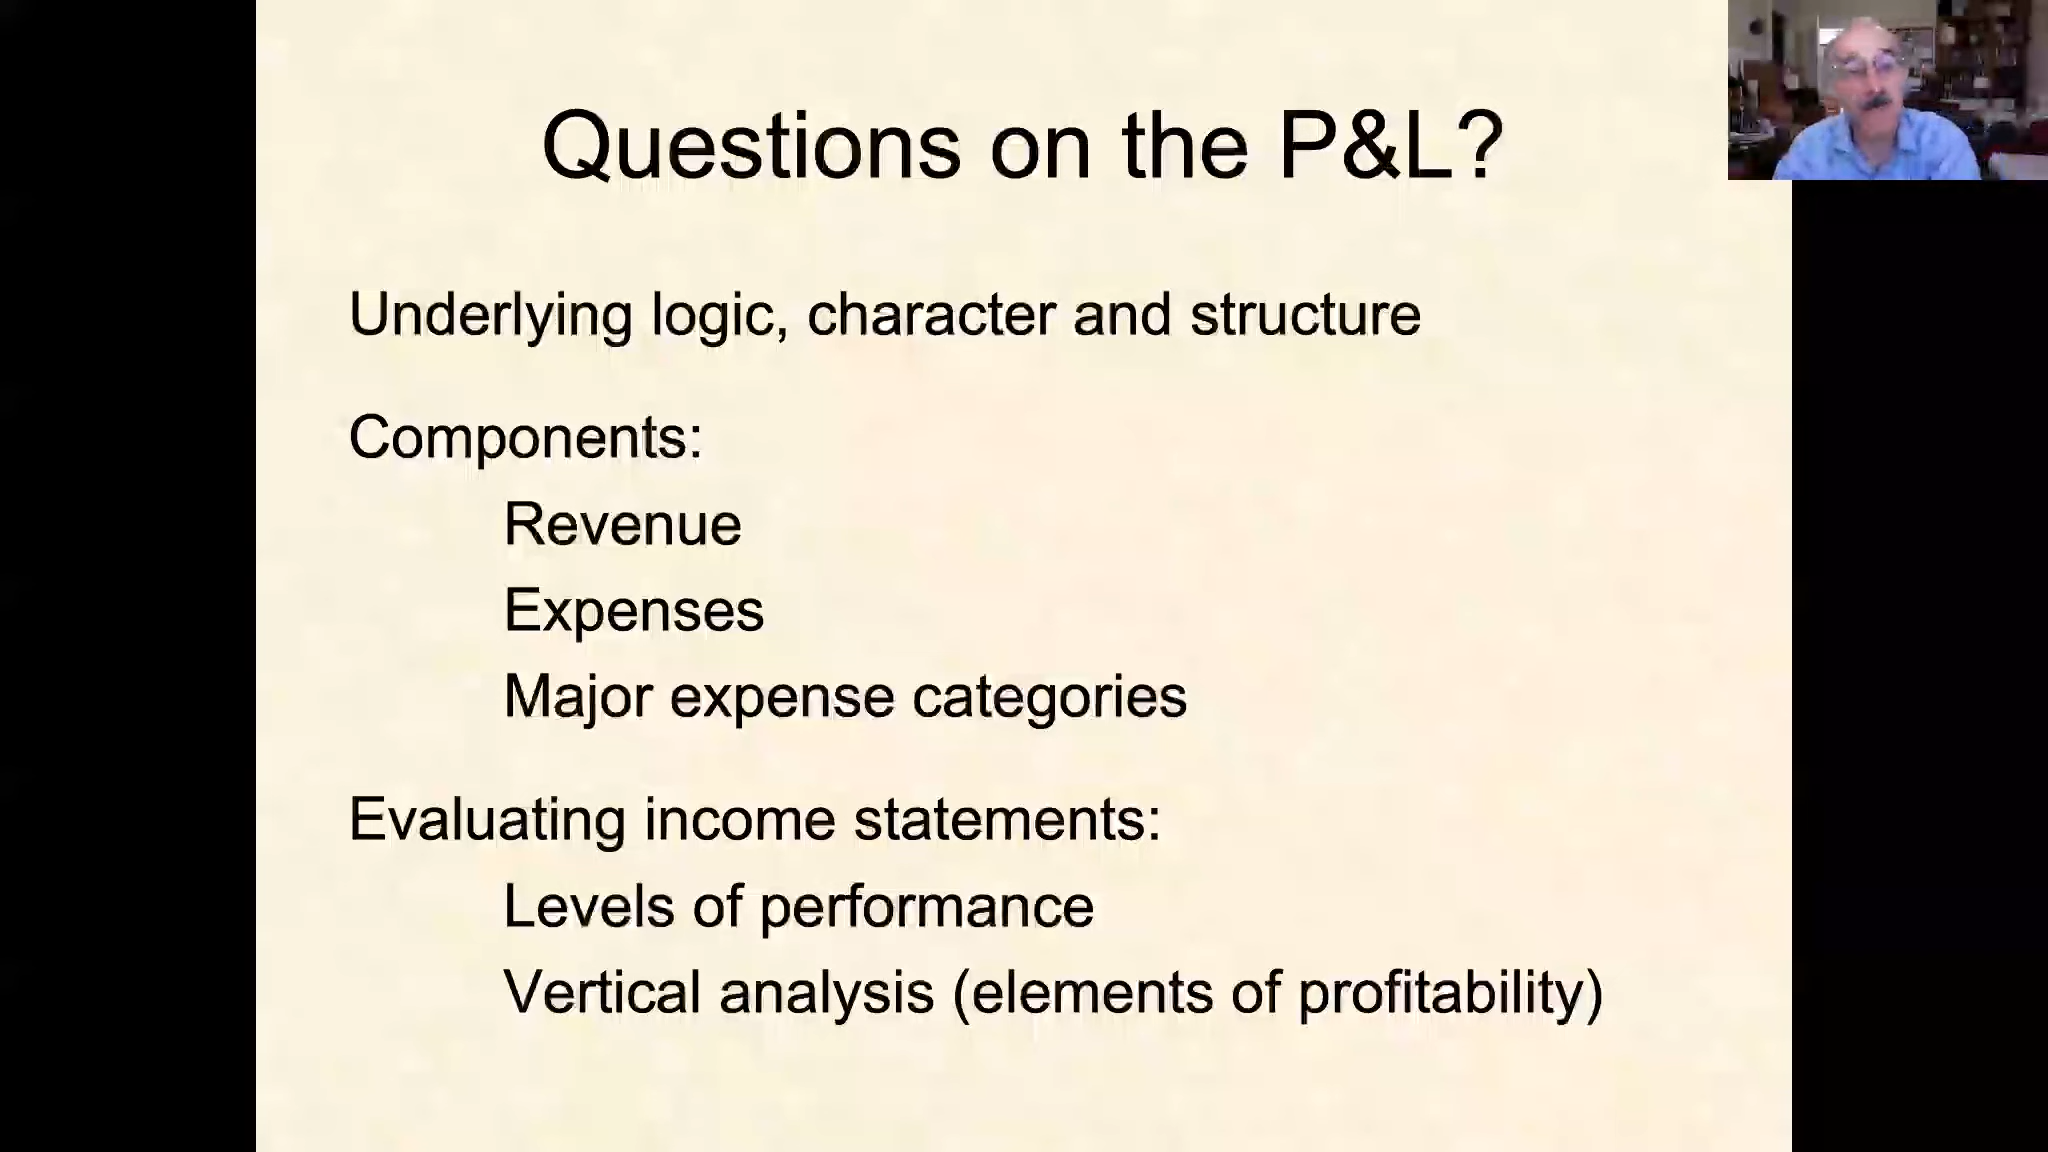 Questions on the P&L?
Underlying logic, character and structure
Components:
Revenue
Expenses
Major expense categories
Evaluating income statements:
Levels of performance
Vertical analysis (elements of profitability)